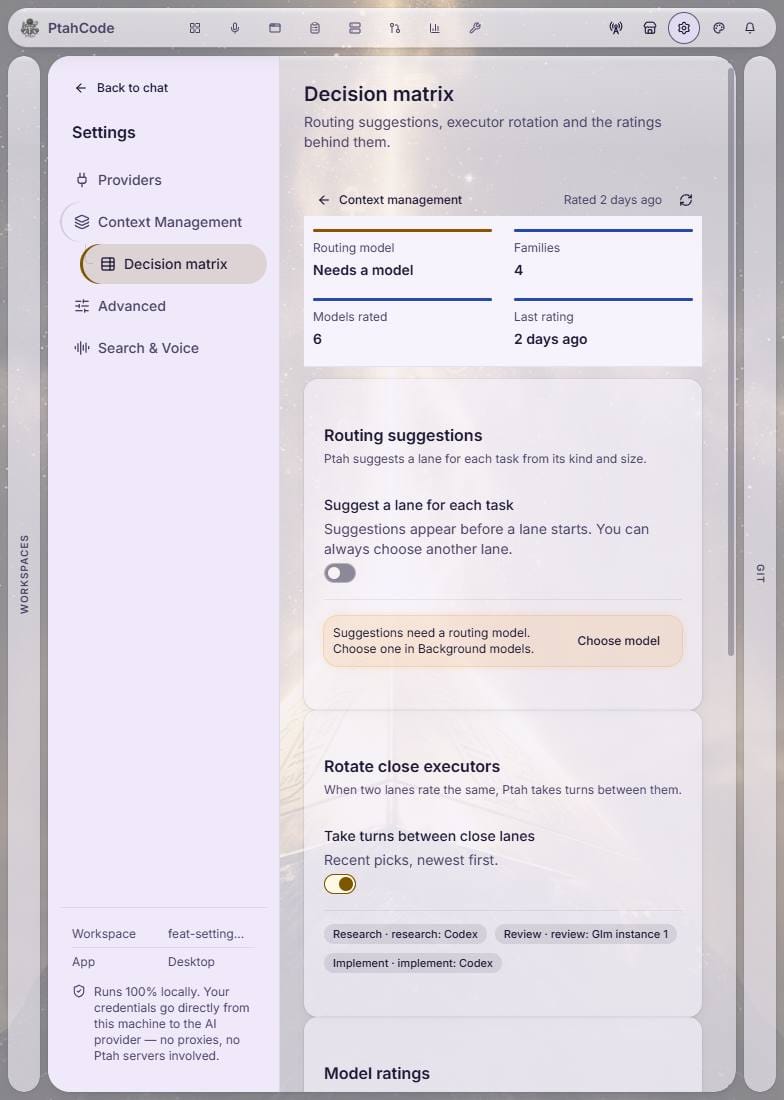 PtahCode
Back to chat
Settings
Providers
Context Management
Decision matrix
Advanced
Search & Voice
Workspace feat-setting...
App Desktop
Runs 100% locally. Your
credentials go directly from
this machine to the AI
provider — no proxies, no
Ptah servers involved.
WORKSPACES
Decision matrix
Routing suggestions, executor rotation and the ratings
behind them.
Context management Rated 2 days ago
Routing model Families
Needs a model 4
Models rated Last rating
6 2 days ago
Routing suggestions
Ptah suggests a lane for each task from its kind and size.
Suggest a lane for each task
Suggestions appear before a lane starts. You can
always choose another lane.
Suggestions need a routing model.
Choose one in Background models.
Choose model
Rotate close executors
When two lanes rate the same, Ptah takes turns between them.
Take turns between close lanes
Recent picks, newest first.
Research · research: Codex Review · review: Glm instance 1
Implement · implement: Codex
Model ratings
GIT